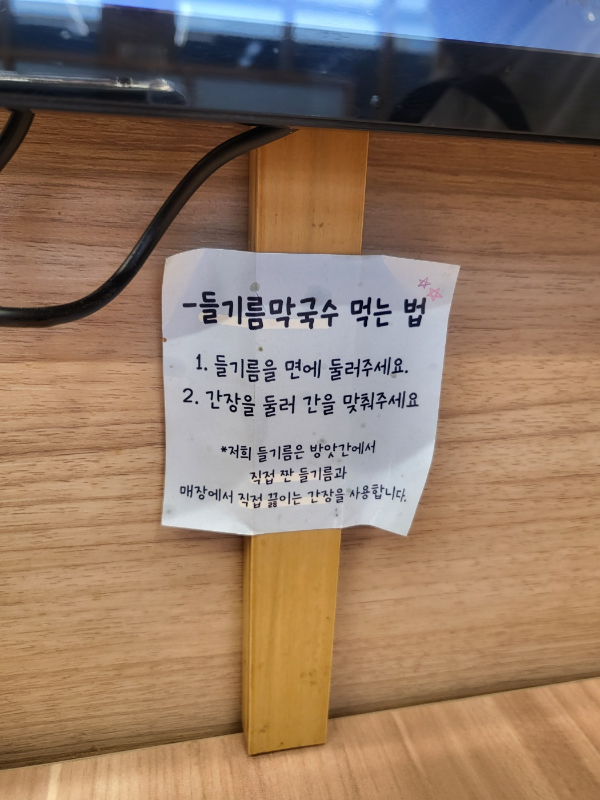 -들기름막국수 먹는 법
1. 들기름을 면에 둘러주세요.
2. 간장을 둘러 간을 맞춰주세요
*저희 들기름은 방앗간에서
직접 짠 들기름과
매장에서 직접 끓이는 간장을 사용합니다.